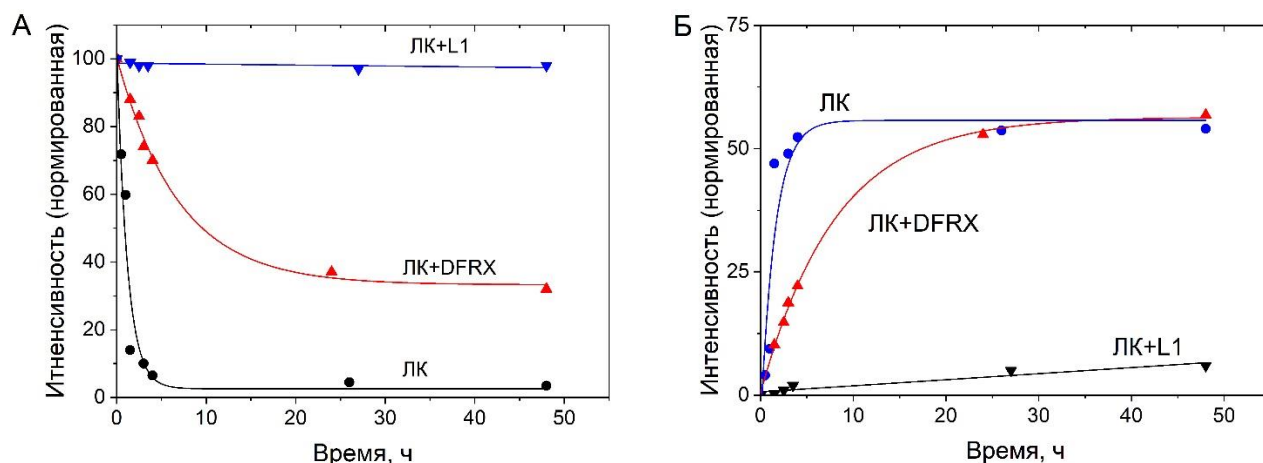 А
Итненсивность (нормированная)
100
80
60
40
20
0
ЛК+L1
ЛК+DFRX
ЛК
0 10 20 30 40 50
Время, ч
Б
Интенсивность (нормированная)
75
50
25
0
ЛК
ЛК+DFRX
ЛК+L1
0 10 20 30 40 50
Время, ч